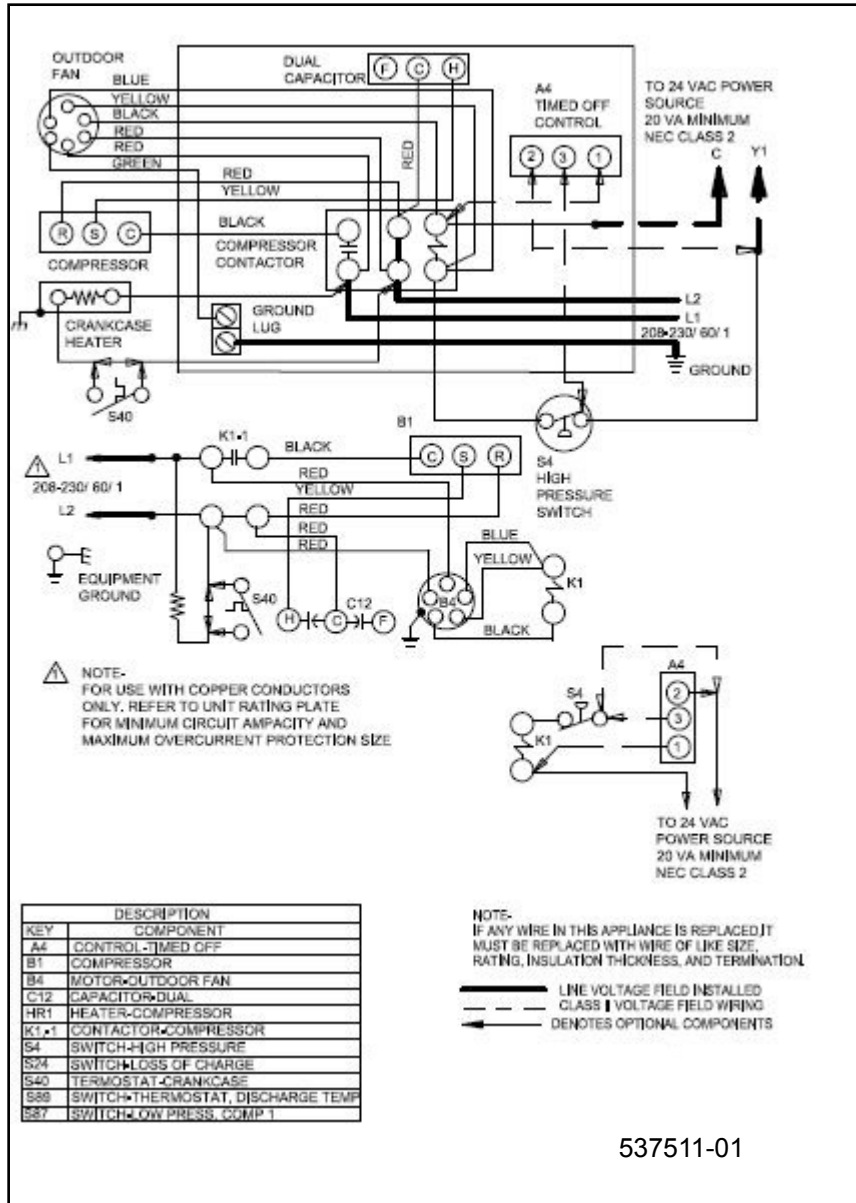 OUTDOOR
FAN
BLUE
YELLOW
BLACK
RED
RED
GREEN
RED
YELLOW
DUAL
CAPACITOR
F C H
RED
A4
TIMED OFF
CONTROL
2 3 1
TO 24 VAC POWER
SOURCE
20 VA MINIMUM
NEC CLASS 2
C Y1
R S C
COMPRESSOR
BLACK
COMPRESSOR
CONTACTOR
CRANKCASE
HEATER
GROUND
LUG
L2
L1
208-230/ 60/ 1
GROUND
S40
S4
HIGH
PRESSURE
SWITCH
K1-1
BLACK
B1
C S R
L1
1
208-230/ 60/ 1
L2
RED
YELLOW
RED
RED
RED
EQUIPMENT
GROUND
S40
H C C12 F
B4
BLUE
YELLOW
BLACK
K1
1 NOTE-
FOR USE WITH COPPER CONDUCTORS
ONLY. REFER TO UNIT RATING PLATE
FOR MINIMUM CIRCUIT AMPACITY AND
MAXIMUM OVERCURRENT PROTECTION SIZE
S4
A4
2
3
1
K1
TO 24 VAC
POWER SOURCE
20 VA MINIMUM
NEC CLASS 2
DESCRIPTION
KEY COMPONENT
A4 CONTROL-TIMED OFF
B1 COMPRESSOR
B4 MOTOR-OUTDOOR FAN
C12 CAPACITOR-DUAL
HR1 HEATER-COMPRESSOR
K1,-1 CONTACTOR-COMPRESSOR
S4 SWITCH-HIGH PRESSURE
S24 SWITCH-LOSS OF CHARGE
S40 TERMOSTAT-CRANKCASE
S89 SWITCH-THERMOSTAT, DISCHARGE TEMP
S87 SWITCH-LOW PRESS, COMP 1
NOTE-
IF ANY WIRE IN THIS APPLIANCE IS REPLACED,IT
MUST BE REPLACED WITH WIRE OF LIKE SIZE,
RATING, INSULATION THICKNESS, AND TERMINATION.
LINE VOLTAGE FIELD INSTALLED
CLASS II VOLTAGE FIELD WIRING
DENOTES OPTIONAL COMPONENTS
537511-01